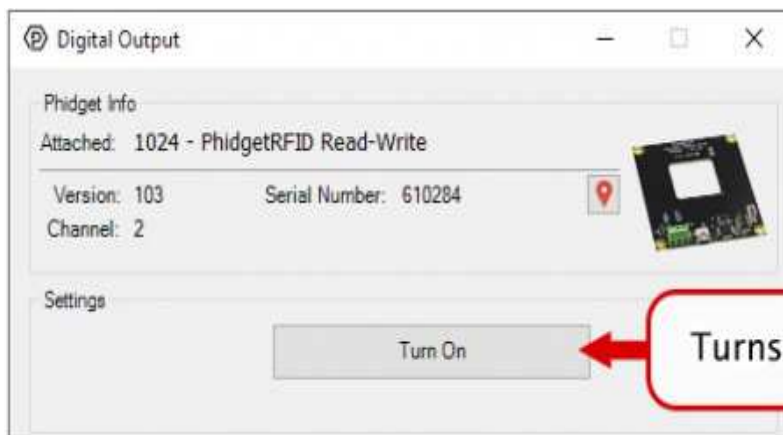 Digital Output
Phidget Info
Attached: 1024 - PhidgetRFID Read-Write
Version: 103 Serial Number: 610284
Channel: 2
Settings
Turn On
Turns